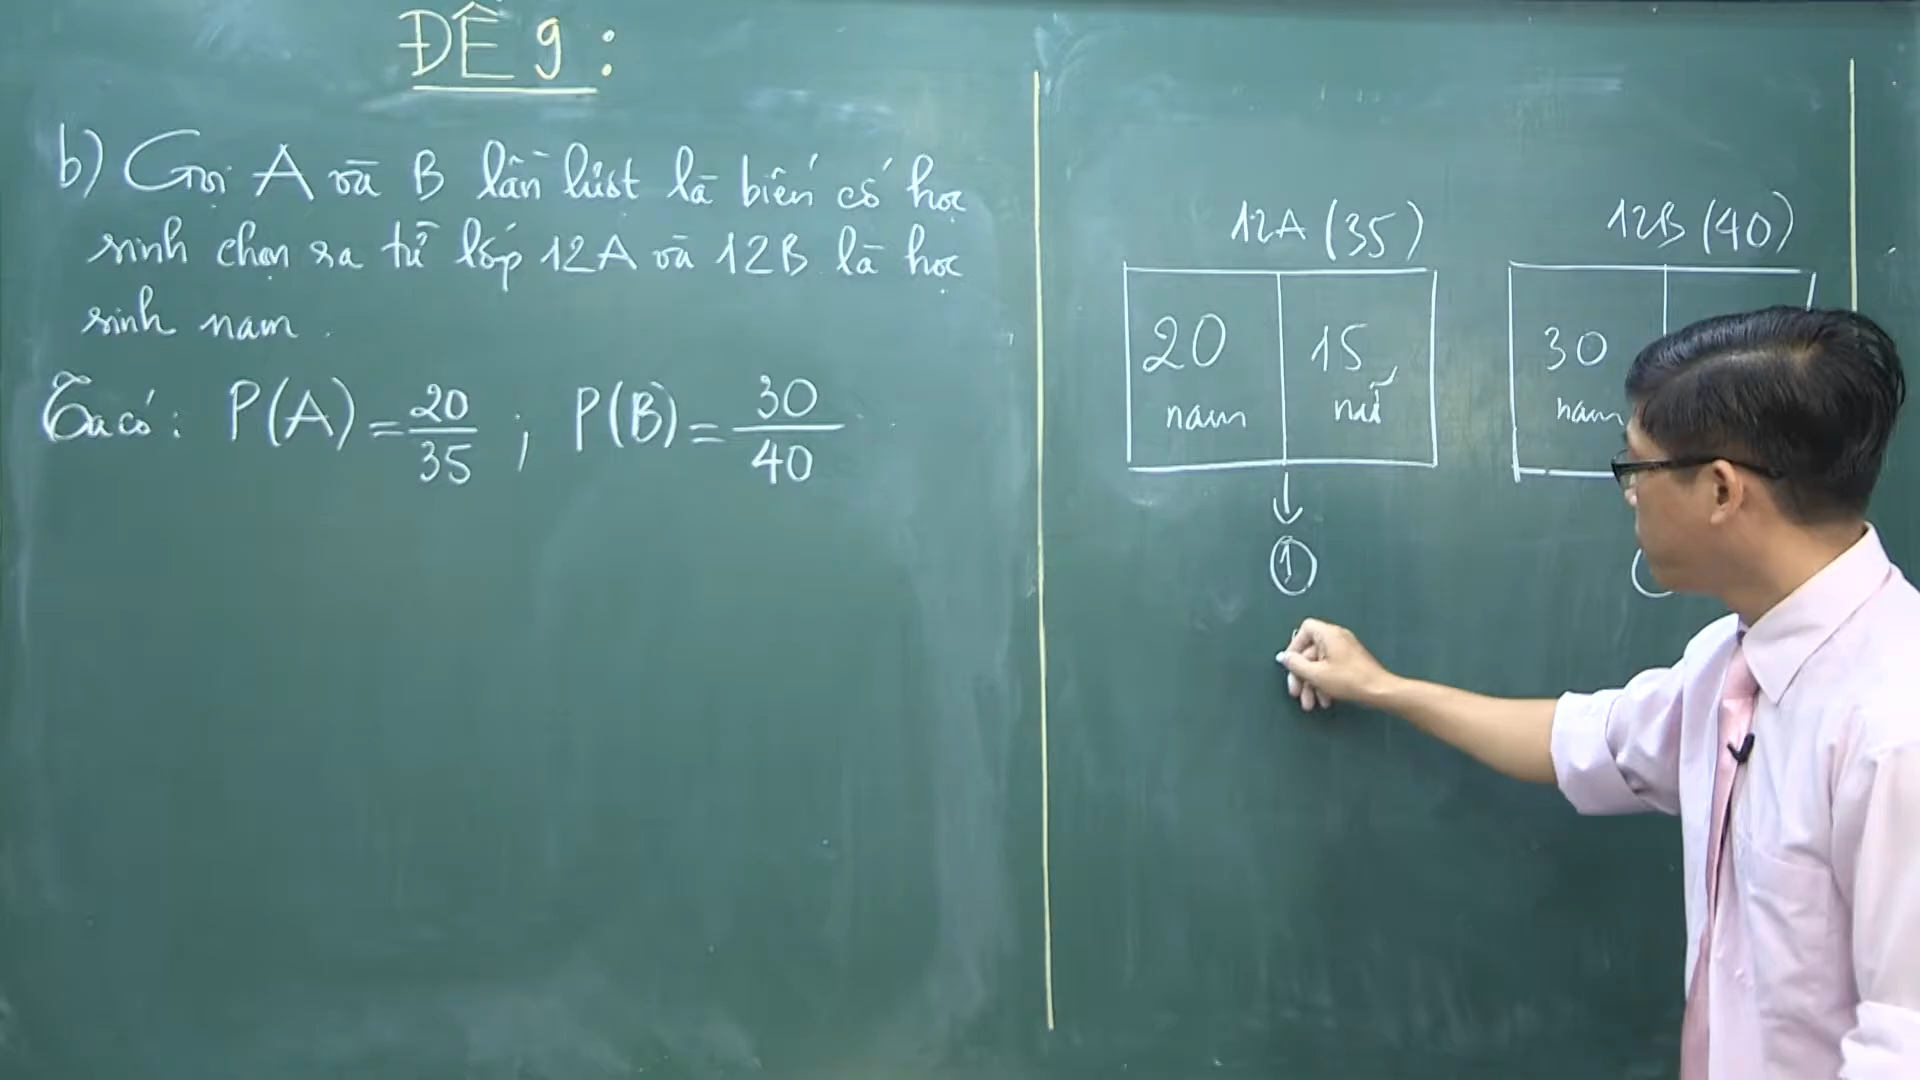 ĐỀ 9 :
b) Gọi A và B lần lượt là biến cố học
sinh chọn ra từ lớp 12A và 12B là học
sinh nam.
Ta có: P(A) = 20/35 ; P(B) = 30/40
12A (35)
20 nam
15 nữ
1
12B (40)
30 nam